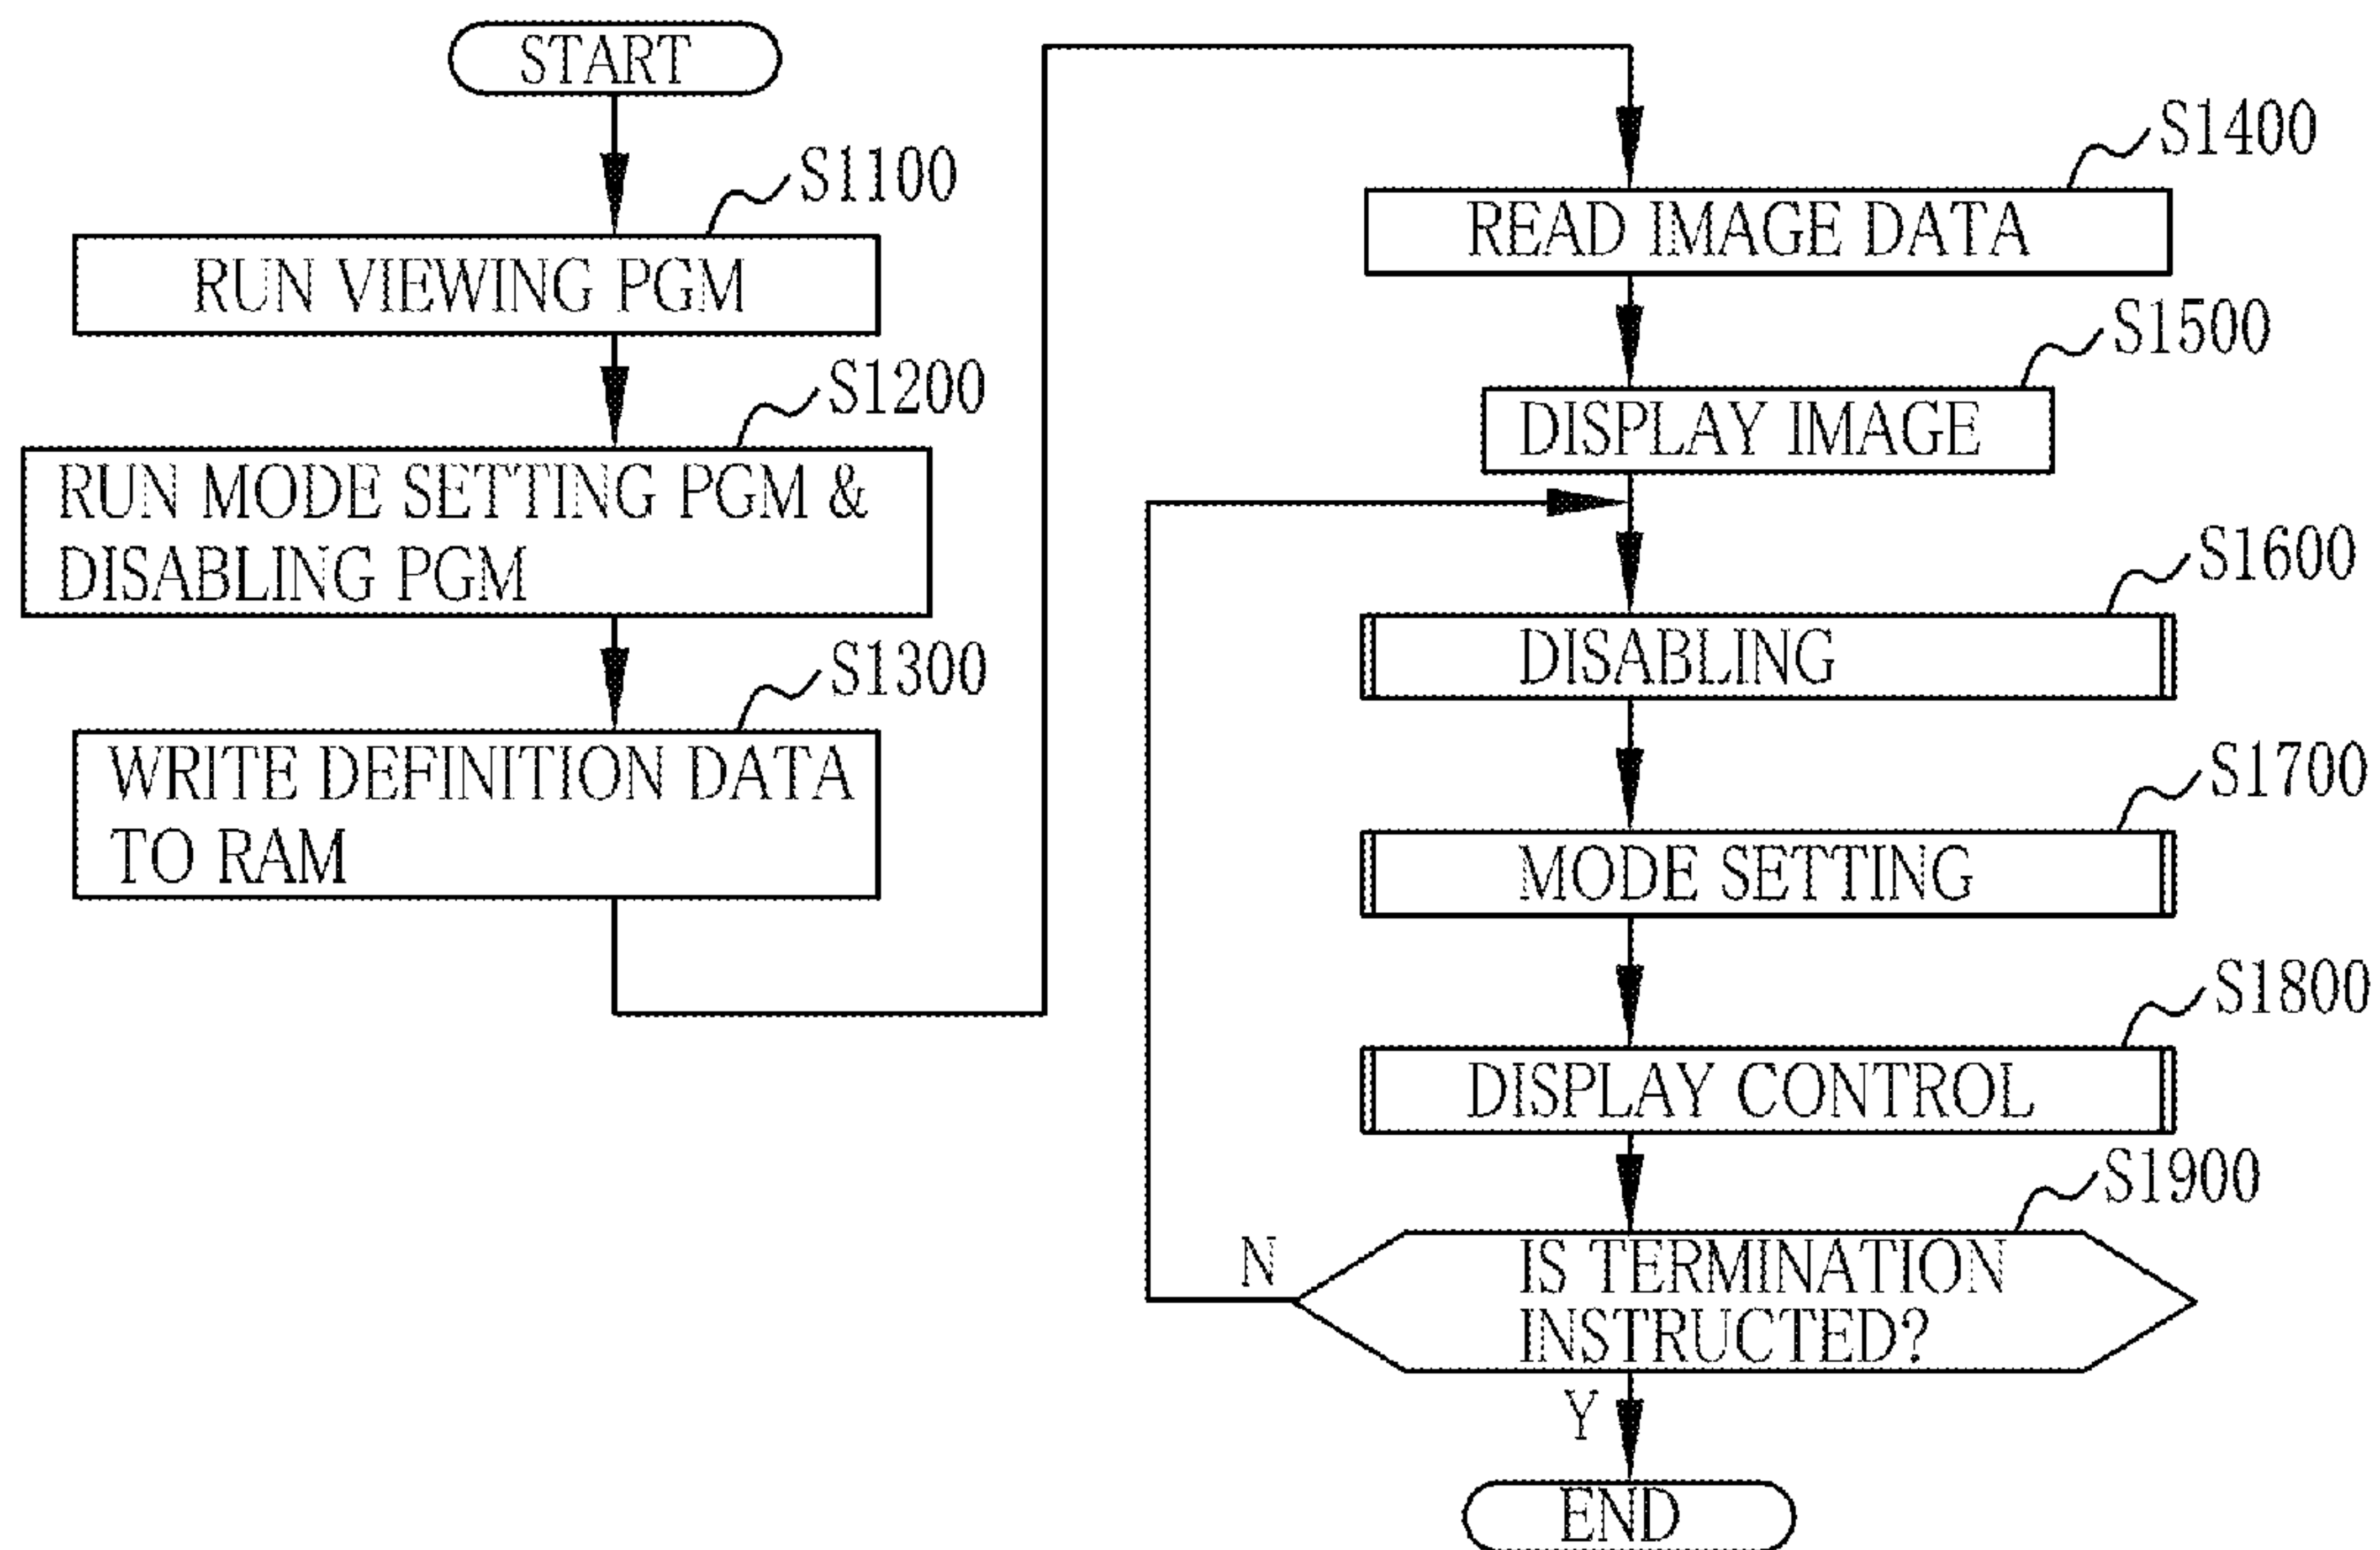 START
S1100
RUN VIEWING PGM
S1200
RUN MODE SETTING PGM &
DISABLING PGM
S1300
WRITE DEFINITION DATA
TO RAM
S1400
READ IMAGE DATA
S1500
DISPLAY IMAGE
S1600
DISABLING
S1700
MODE SETTING
S1800
DISPLAY CONTROL
S1900
N
IS TERMINATION
INSTRUCTED?
Y
END